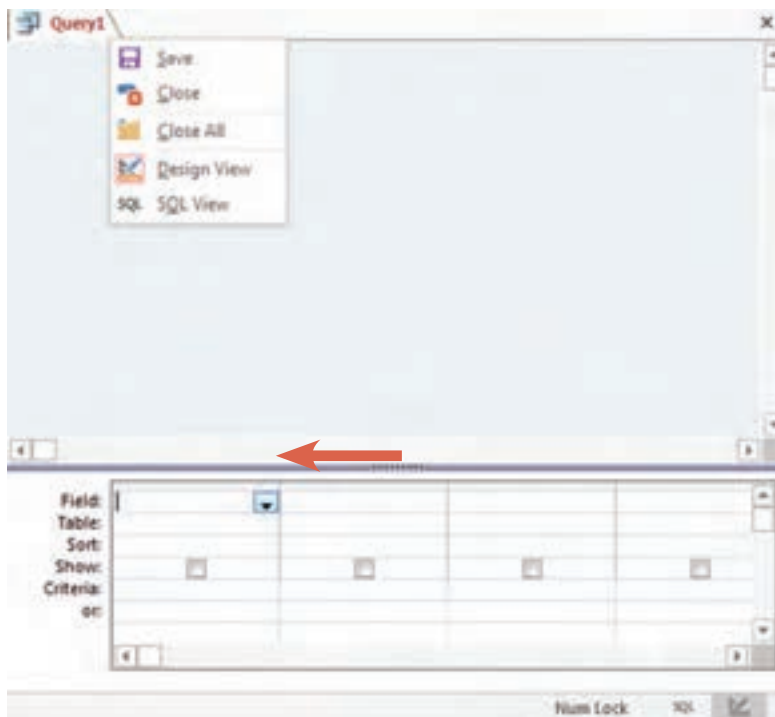 Query1
Save
Close
Close All
Design View
SQL SQL View
Field:
Table:
Sort:
Show:
Criteria:
or:
Num Lock SQL